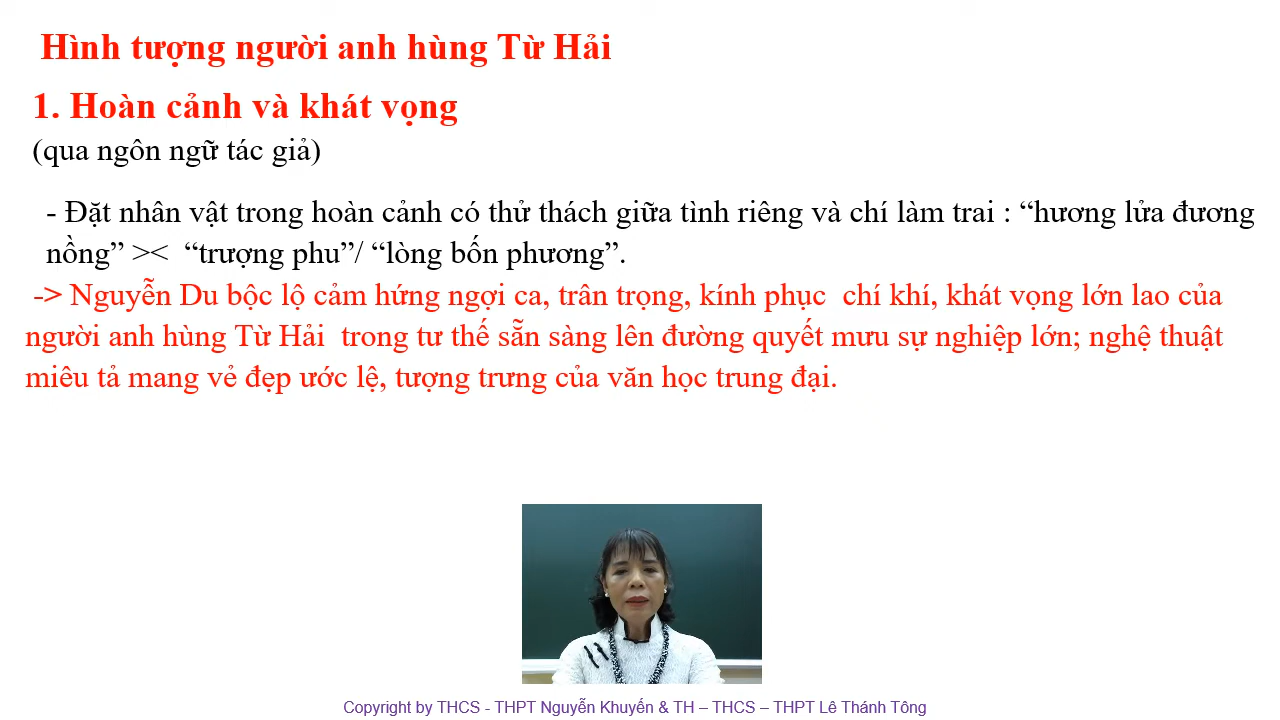 Hình tượng người anh hùng Từ Hải
1. Hoàn cảnh và khát vọng
(qua ngôn ngữ tác giả)
- Đặt nhân vật trong hoàn cảnh có thử thách giữa tình riêng và chí làm trai : “hương lửa đương
nồng” >< “trượng phu”/ “lòng bốn phương”.
-> Nguyễn Du bộc lộ cảm hứng ngợi ca, trân trọng, kính phục chí khí, khát vọng lớn lao của
người anh hùng Từ Hải trong tư thế sẵn sàng lên đường quyết mưu sự nghiệp lớn; nghệ thuật
miêu tả mang vẻ đẹp ước lệ, tượng trưng của văn học trung đại.
Copyright by THCS - THPT Nguyễn Khuyến & TH – THCS – THPT Lê Thánh Tông